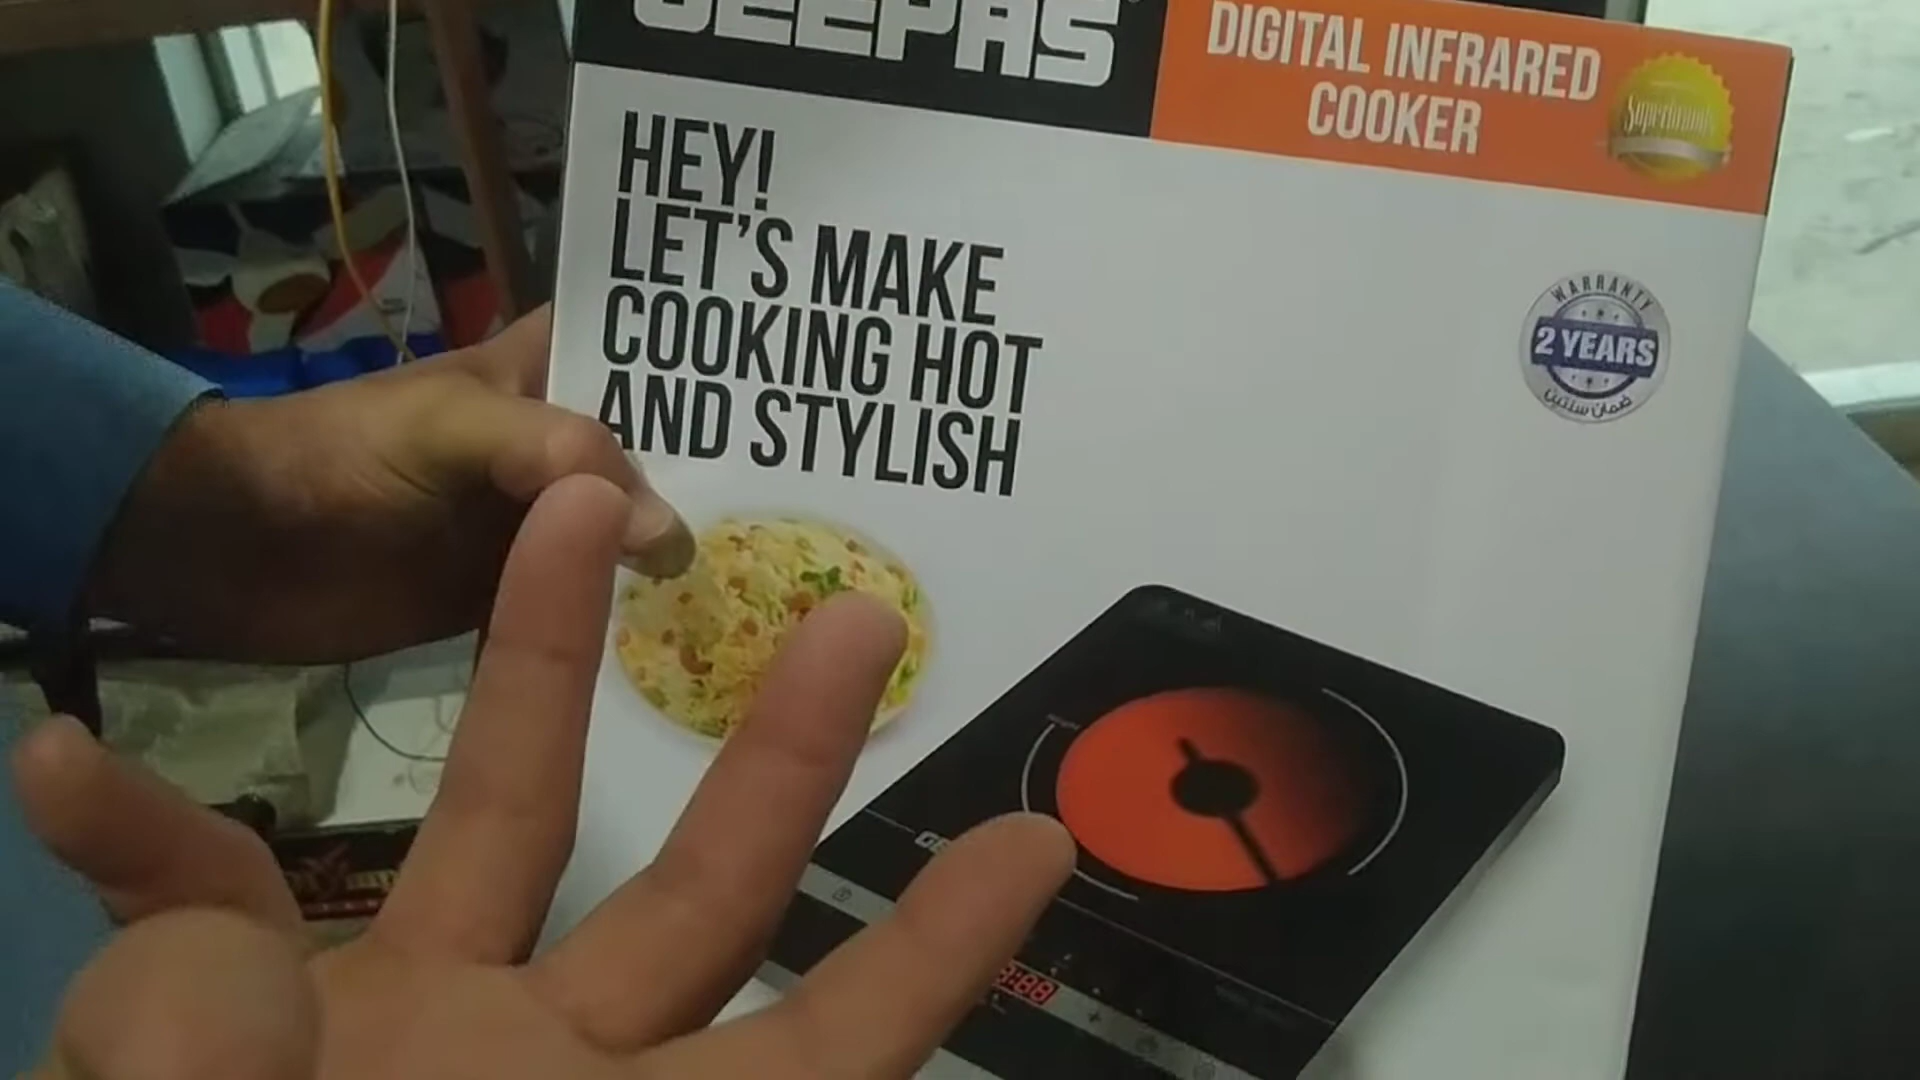 GEEPAS
DIGITAL INFRARED
COOKER
Superbrands
HEY!
LET'S MAKE
COOKING HOT
AND STYLISH
WARRANTY
2 YEARS
ضمان سنتين